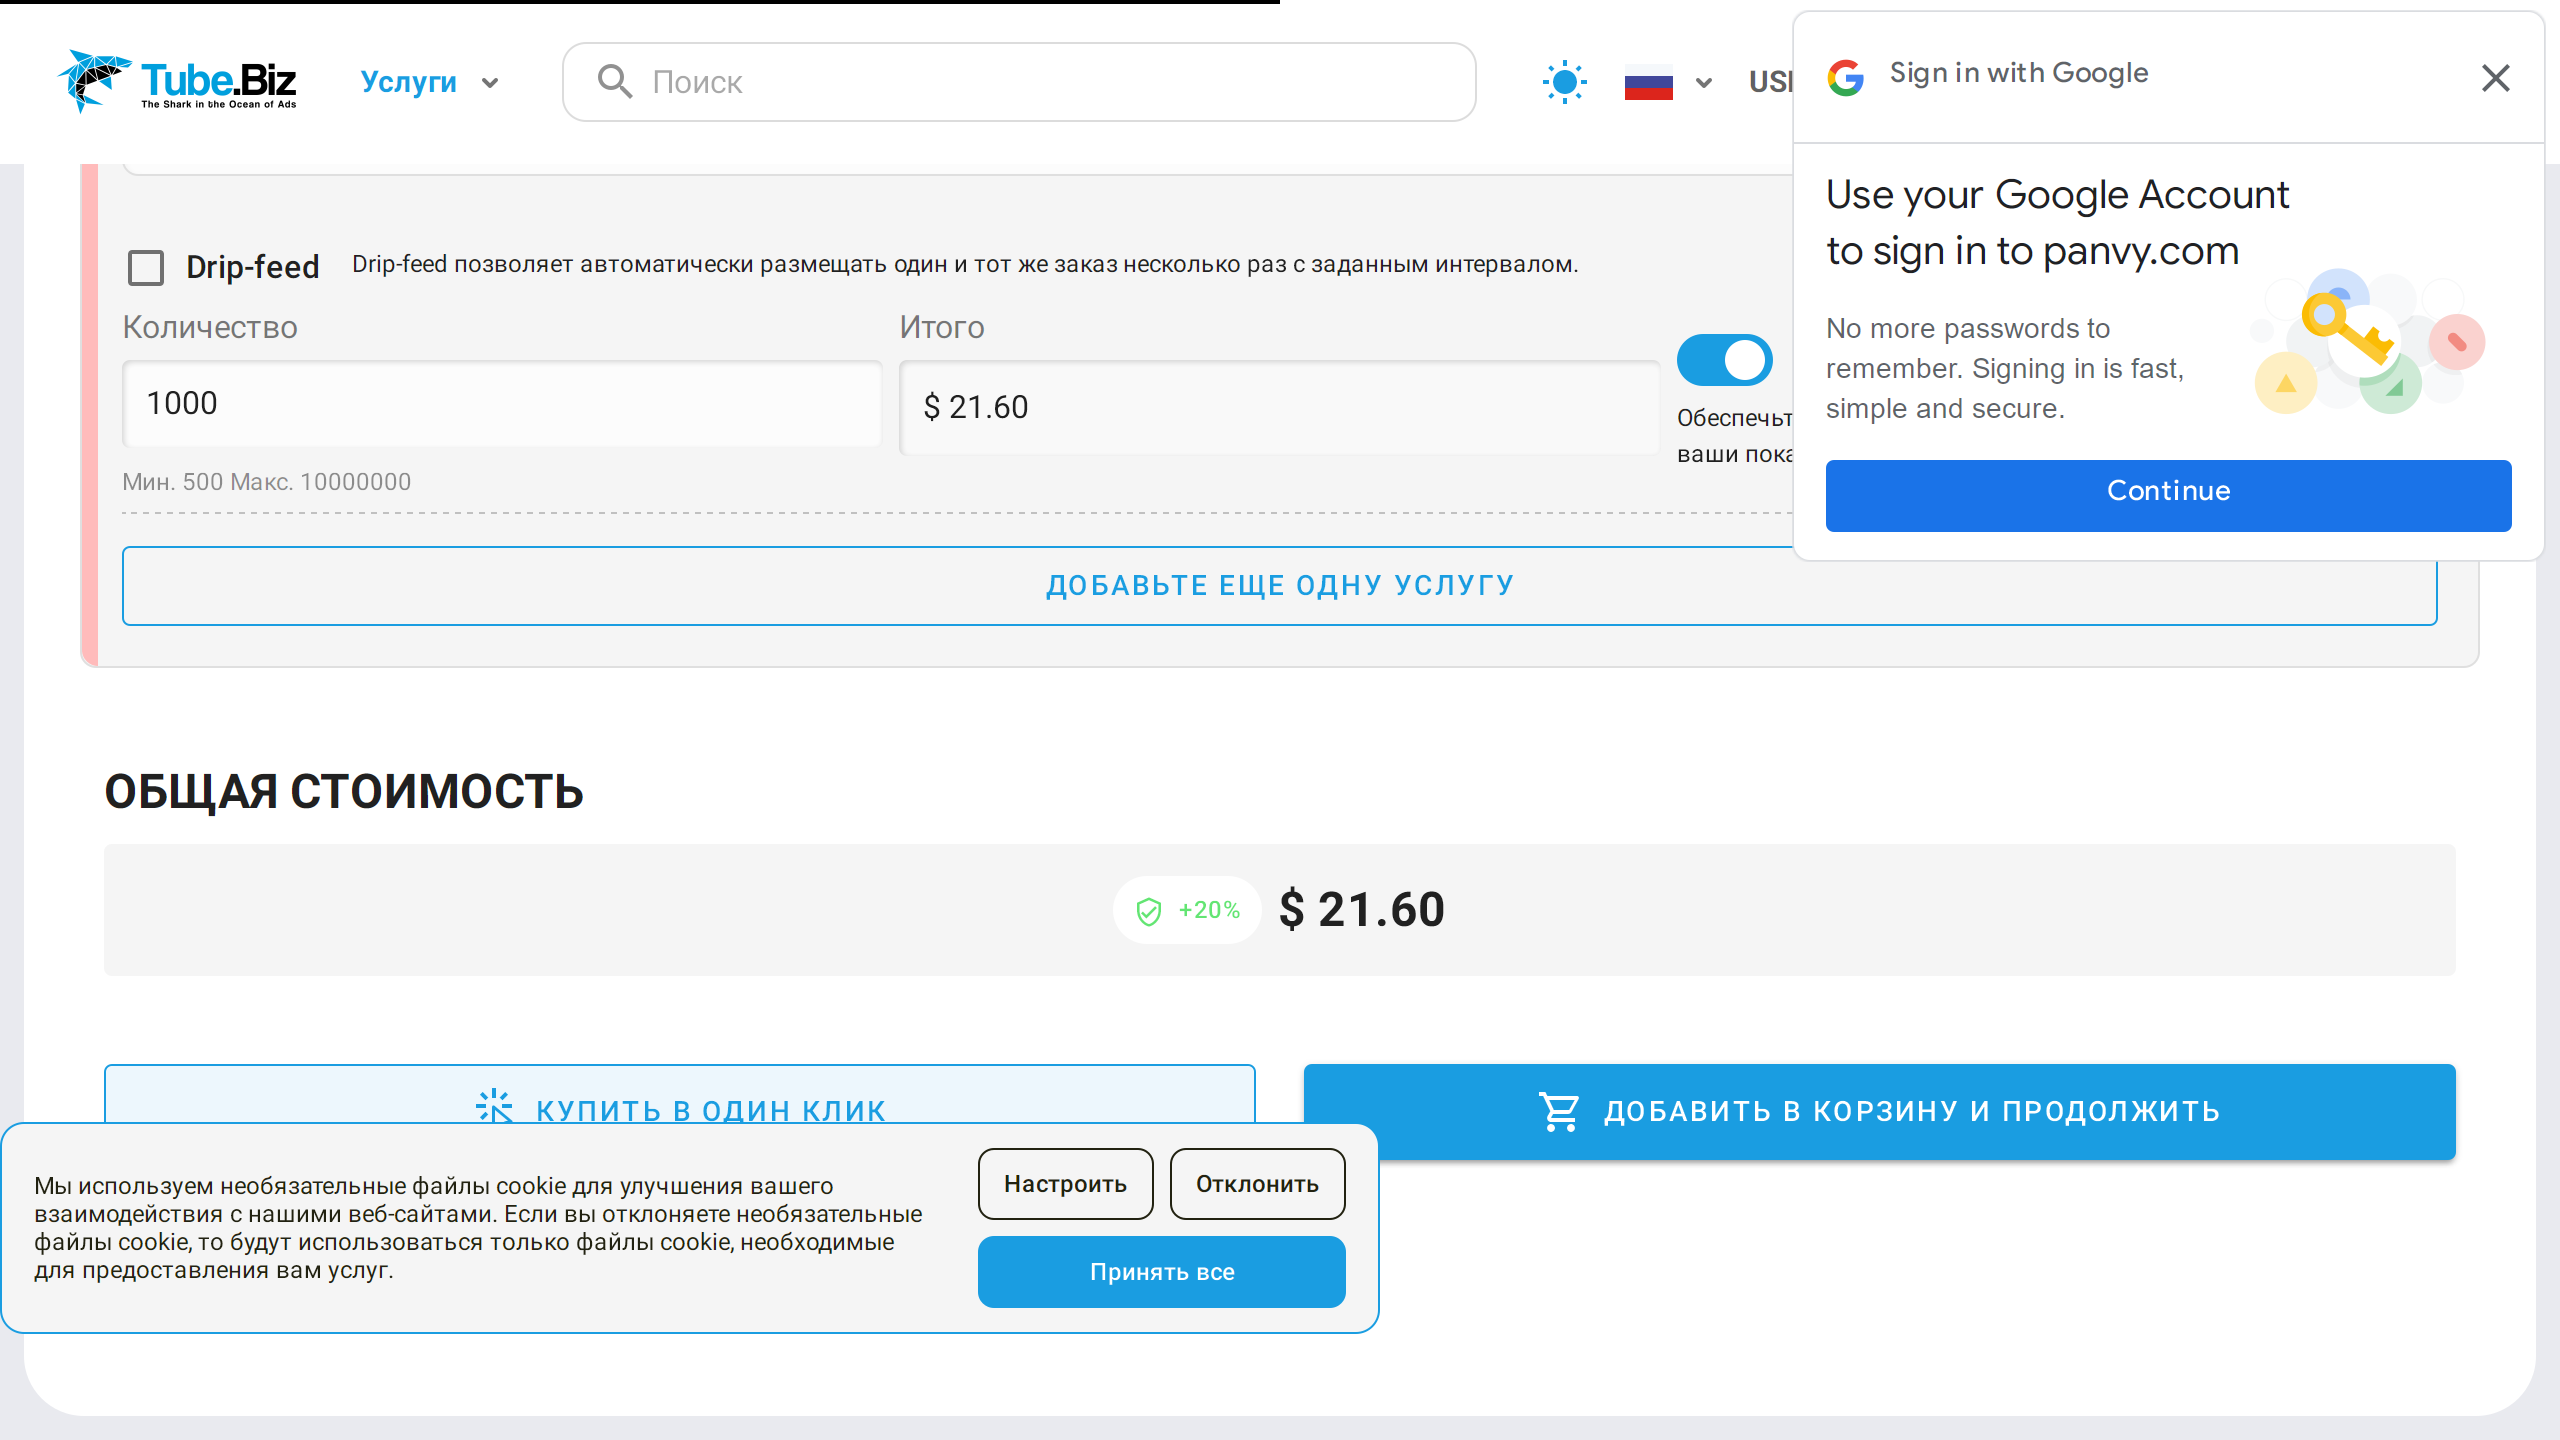 Tube.Biz
The Shark in the Ocean of Ads
Услуги
Поиск
Sign in with Google
Use your Google Account
to sign in to panvy.com
No more passwords to
remember. Signing in is fast,
simple and secure.
Continue
Drip-feed
Drip-feed позволяет автоматически размещать один и тот же заказ несколько раз с заданным интервалом.
Количество
Итого
1000
$ 21.60
ваши
Мин. 500 Макс. 10000000
ДОБАВЬТЕ ЕЩЕ ОДНУ УСЛУГУ
ОБЩАЯ СТОИМОСТЬ
+20%
$ 21.60
КУПИТЬ В ОДИН КЛИК
ДОБАВИТЬ В КОРЗИНУ И ПРОДОЛЖИТЬ
Мы используем необязательные файлы cookie для улучшения вашего
взаимодействия с нашими веб-сайтами. Если вы отклоняете необязательные
файлы cookie, то будут использоваться только файлы cookie, необходимые
для предоставления вам услуг.
Настроить
Отклонить
Принять все